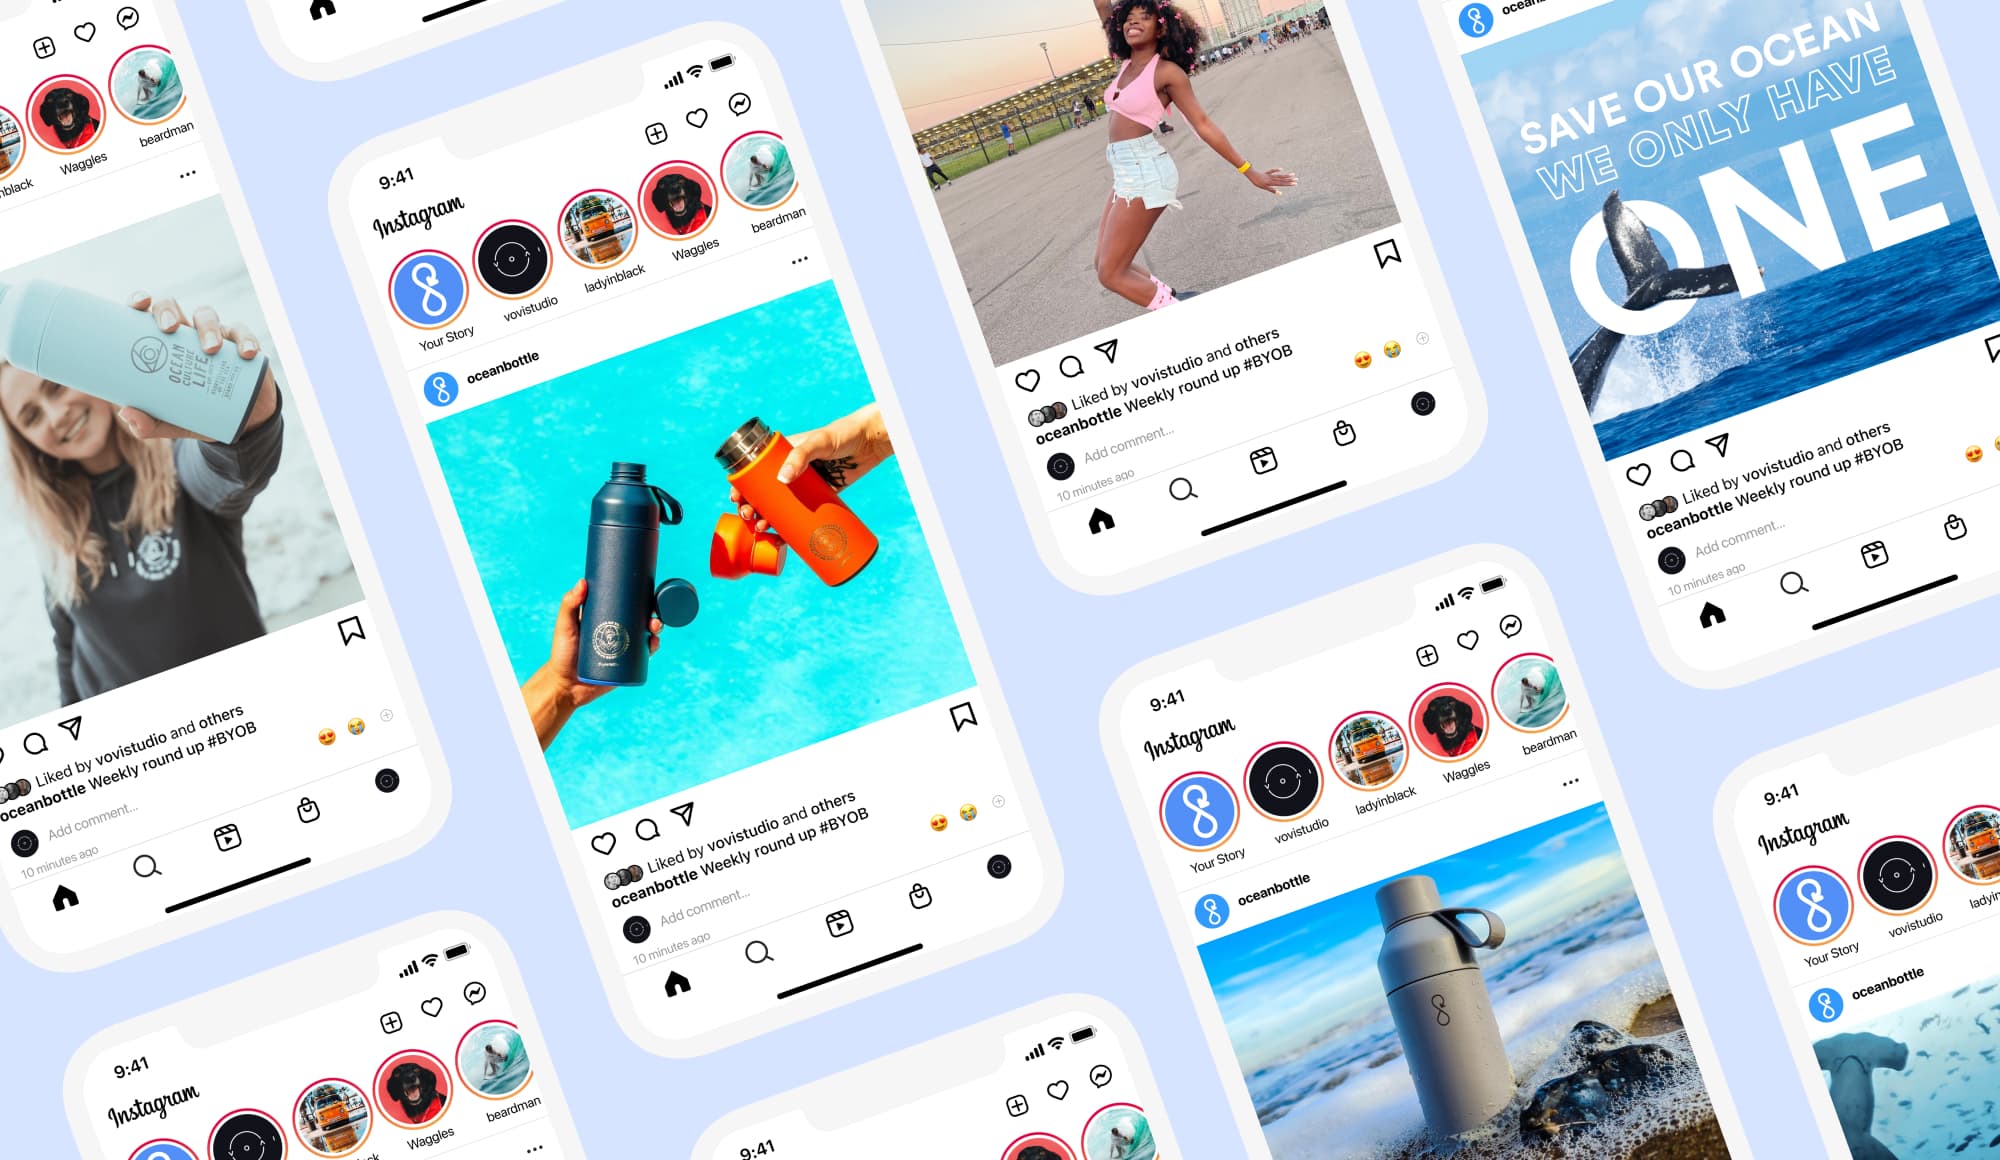 beardman
Waggles
nblack
OCEAN
CULTURE
LIFE
Liked by vovistudio and others
oceanbottle Weekly round up #BYOB
Add comment...
10 minutes ago
9:41
Instagram
beardman
Waggles
ladyinblack
vovistudio
Your Story
oceanbottle
Liked by vovistudio and others
oceanbottle Weekly round up #BYOB
Add comment...
10 minutes ago
Liked by vovistudio and others
oceanbottle Weekly round up #BYOB
Add comment...
10 minutes ago
SAVE OUR OCEAN
WE ONLY HAVE
ONE
Liked by vovistudio and others
oceanbottle Weekly round up #BYOB
Add comment...
10 minutes ago
9:41
Instagram
beardman
Waggles
ladyinblack
vovistudio
Your Story
oceanbottle
9:41
Instagram
ladyin
vovistudio
Your Story
oceanbottle
9:41
Instagram
beardman
Waggles
ck
9:41